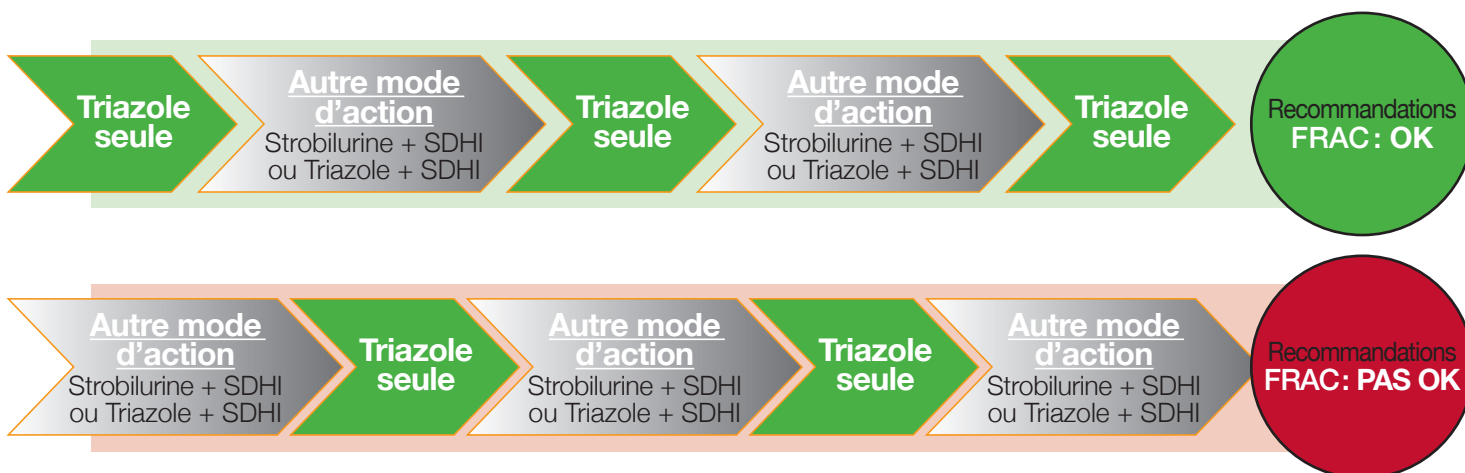 Triazole
seule
Autre mode
d'action
Strobilurine + SDHI
ou Triazole + SDHI
Triazole
seule
Autre mode
d'action
Strobilurine + SDHI
ou Triazole + SDHI
Triazole
seule
Recommandations
FRAC : OK
Autre mode
d'action
Strobilurine + SDHI
ou Triazole + SDHI
Triazole
seule
Autre mode
d'action
Strobilurine + SDHI
ou Triazole + SDHI
Triazole
seule
Autre mode
d'action
Strobilurine + SDHI
ou Triazole + SDHI
Recommandations
FRAC : PAS OK